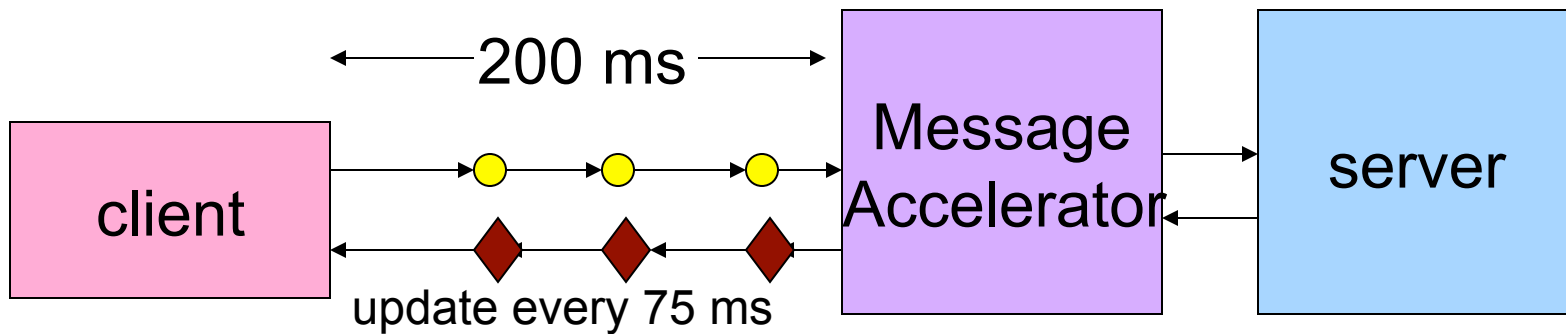 200 ms
client
Message
Accelerator
server
update every 75 ms